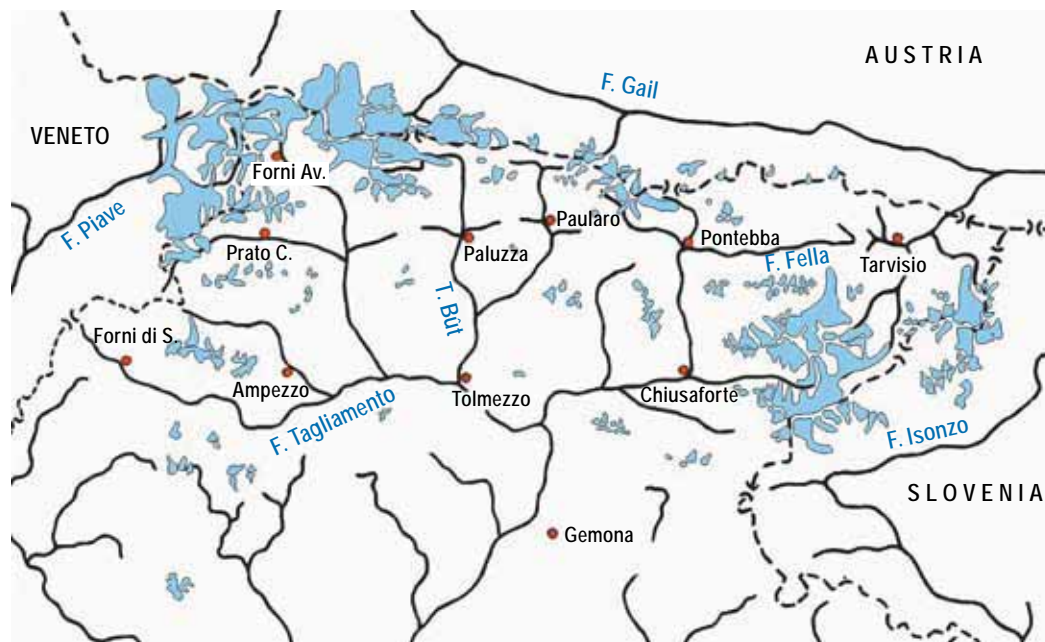 AUSTRIA
F. Gail
VENETO
Forni Av.
F. Piave
Paularo
Prato C.
Paluzza
Pontebba
F. Fella
Tarvisio
T. Bût
Forni di S.
Ampezzo
Tolmezzo
Chiusaforte
F. Tagliamento
F. Isonzo
SLOVENIA
Gemona